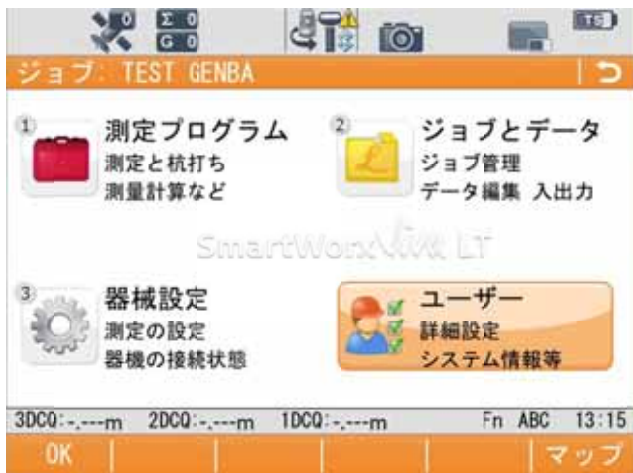 0 Σ 0
G 0
TS
ジョブ: TEST GENBA
1 測定プログラム
測定と杭打ち
測量計算など
2 ジョブとデータ
ジョブ管理
データ編集 入出力
SmartWorx Viva LT
3 器械設定
測定の設定
器機の接続状態
ユーザー
詳細設定
システム情報等
3DCQ:-.---m 2DCQ:-.---m 1DCQ:-.---m Fn ABC 13:15
OK マップ